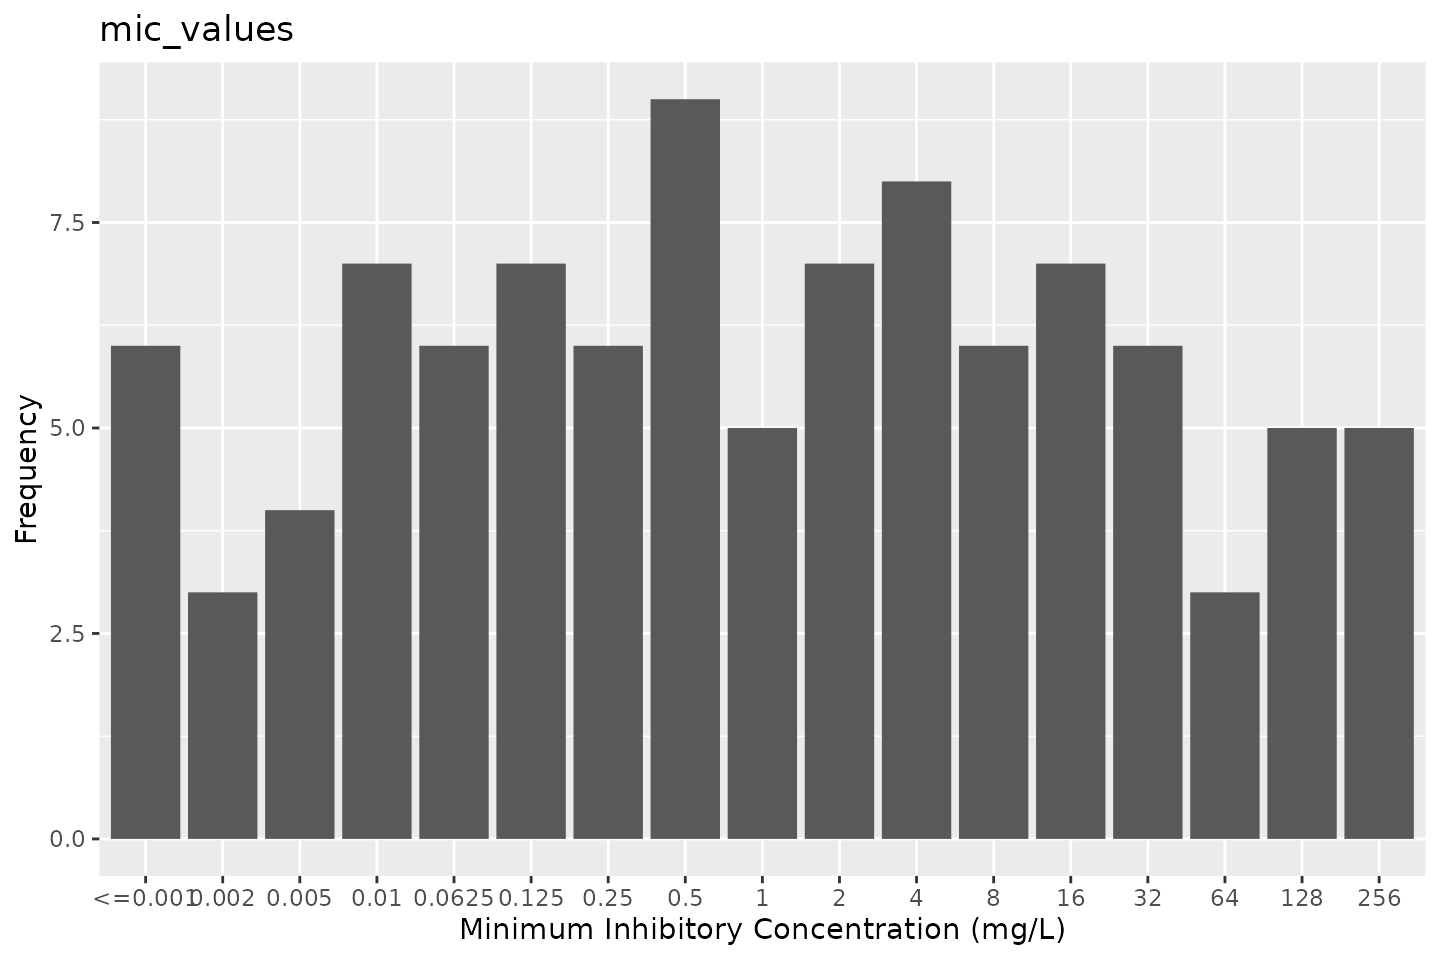 mic_values
Frequency
7.5
5.0
2.5
0.0
<=0.001 0.002 0.005 0.01 0.0625 0.125 0.25 0.5 1 2 4 8 16 32 64 128 256
Minimum Inhibitory Concentration (mg/L)